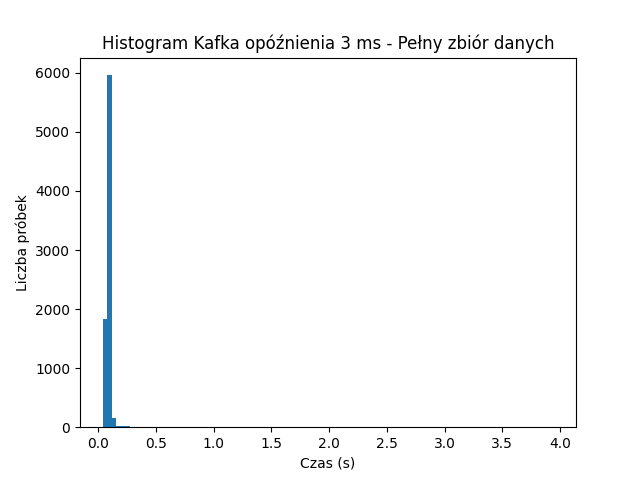 Histogram Kafka opóźnienia 3 ms - Pełny zbiór danych
6000
5000
4000
3000
2000
1000
0
Liczba próbek
0.0 0.5 1.0 1.5 2.0 2.5 3.0 3.5 4.0
Czas (s)